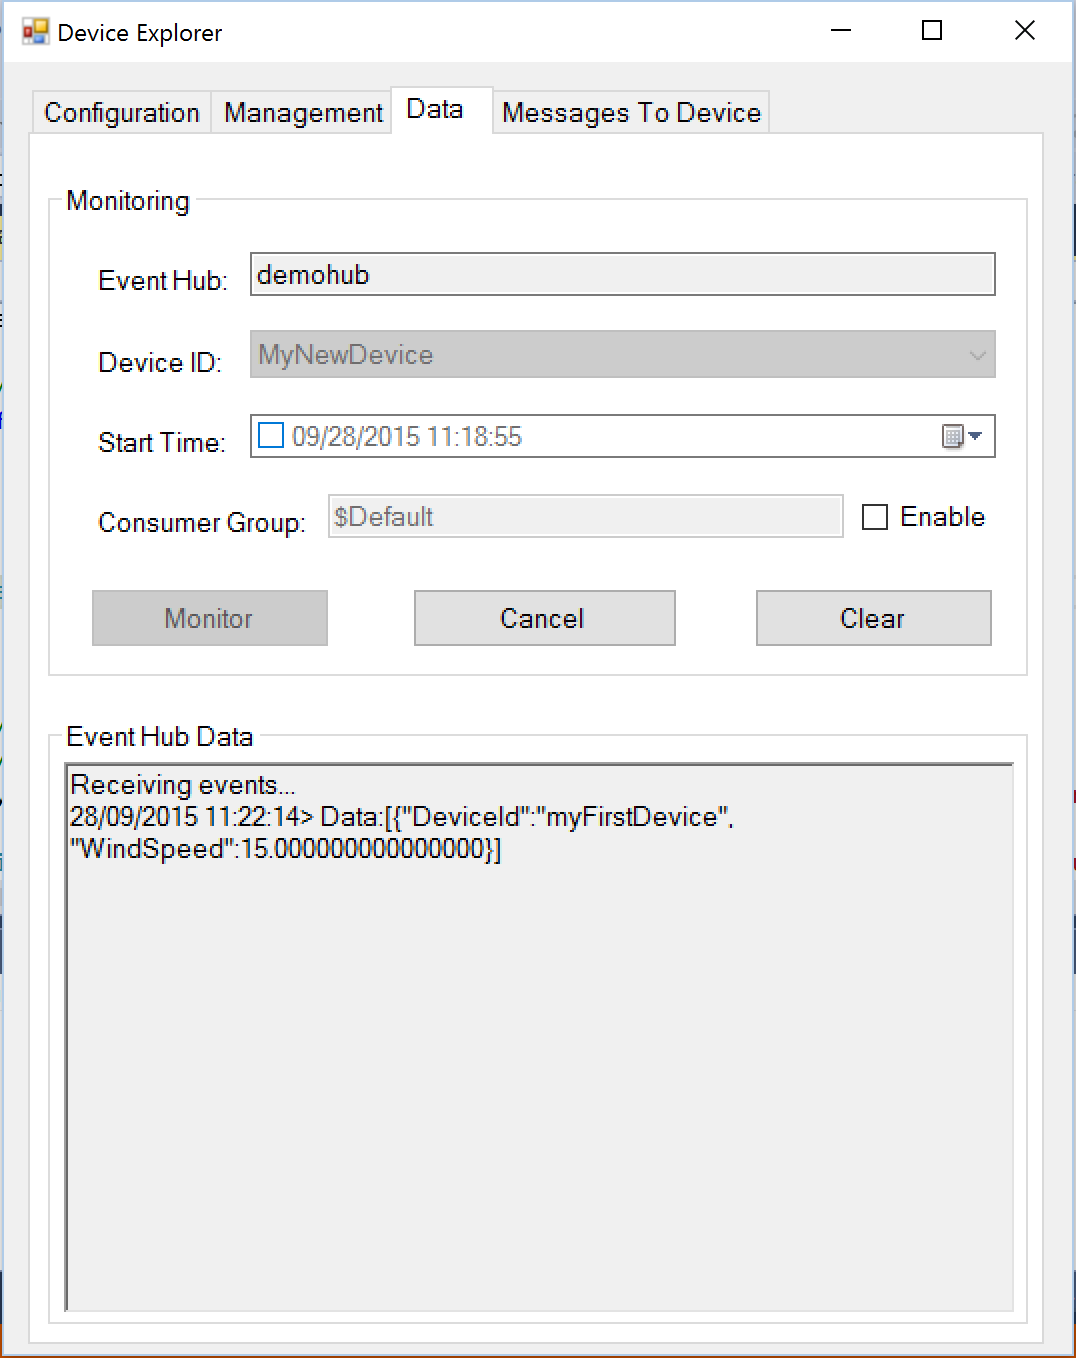 Device Explorer
Configuration Management Data Messages To Device
Monitoring
Event Hub: demohub
Device ID: MyNewDevice
Start Time: 09/28/2015 11:18:55
Consumer Group: $Default Enable
Monitor Cancel Clear
Event Hub Data
Receiving events...
28/09/2015 11:22:14> Data:[{"DeviceId":"myFirstDevice",
"WindSpeed":15.000000000000000}]